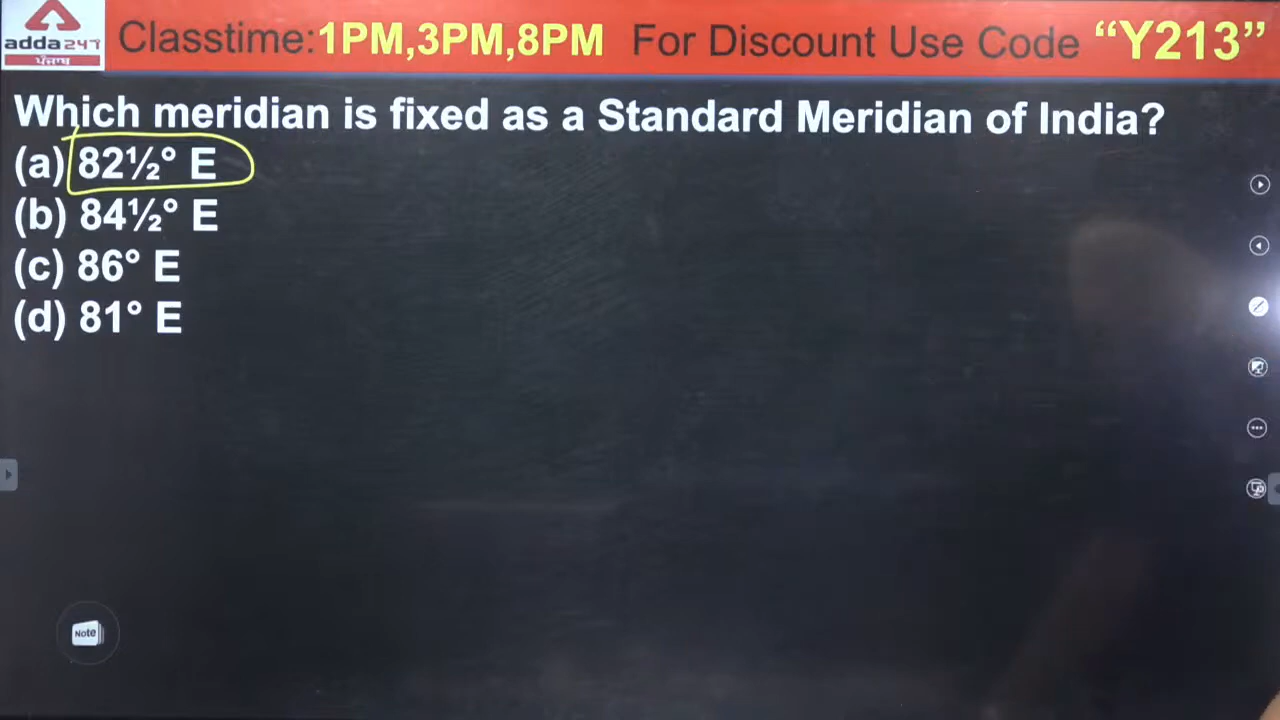 adda247
ਪੰਜਾਬ
Classtime:1PM,3PM,8PM For Discount Use Code “Y213”
Which meridian is fixed as a Standard Meridian of India?
(a) 82½° E
(b) 84½° E
(c) 86° E
(d) 81° E
Note